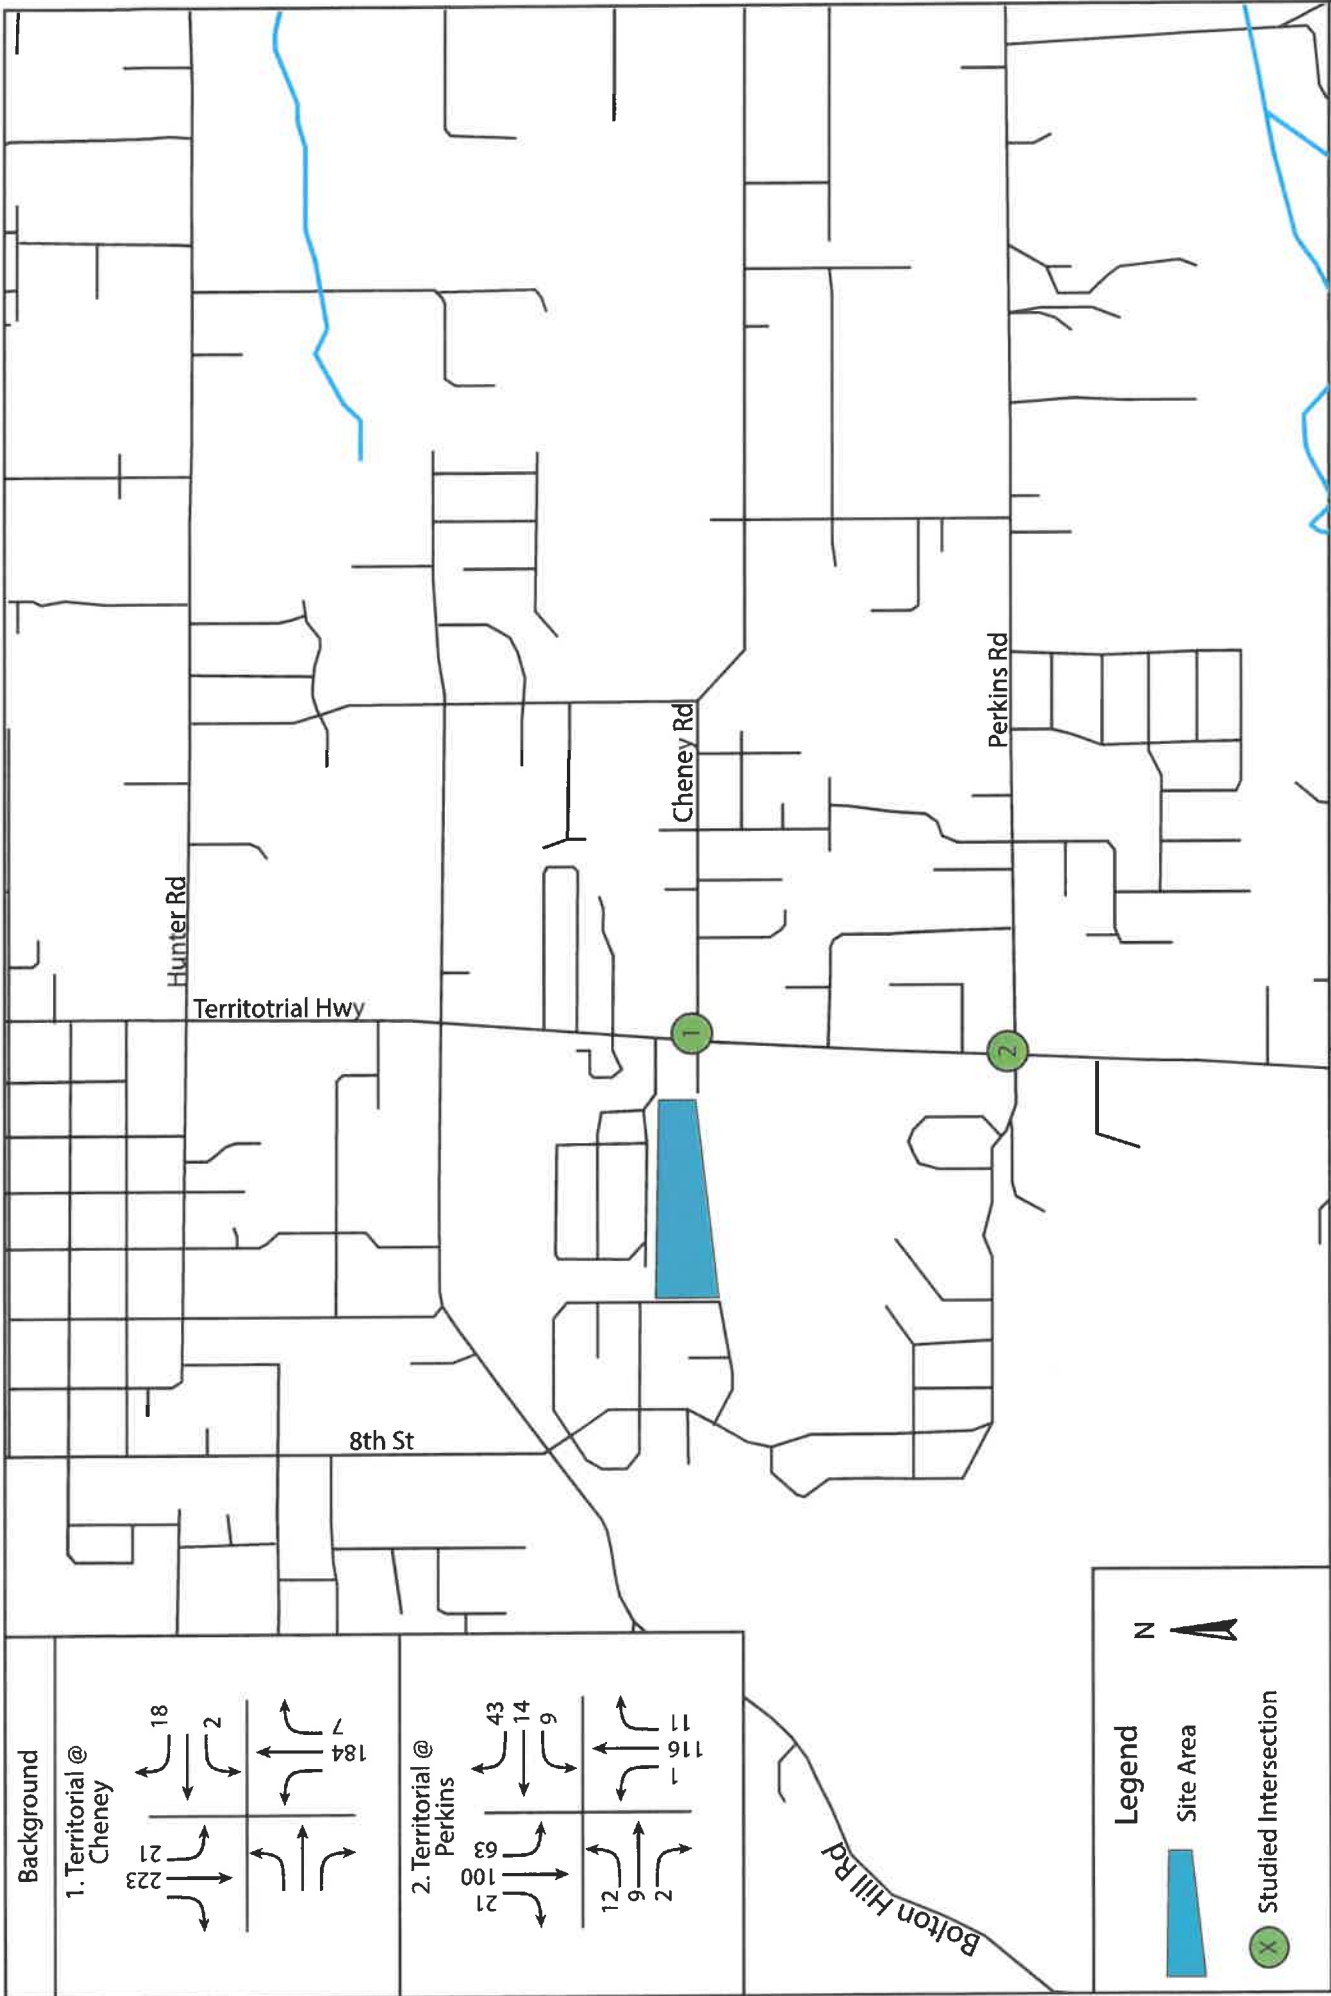 Background
1. Territorial @
Cheney
223
21
18
2
184
7
2. Territorial @
Perkins
21
100
63
43
14
9
12
9
2
1
116
11
Hunter Rd
Territotrial Hwy
8th St
Cheney Rd
1
Perkins Rd
2
Bolton Hill Rd
Legend
N
Site Area
X
Studied Intersection